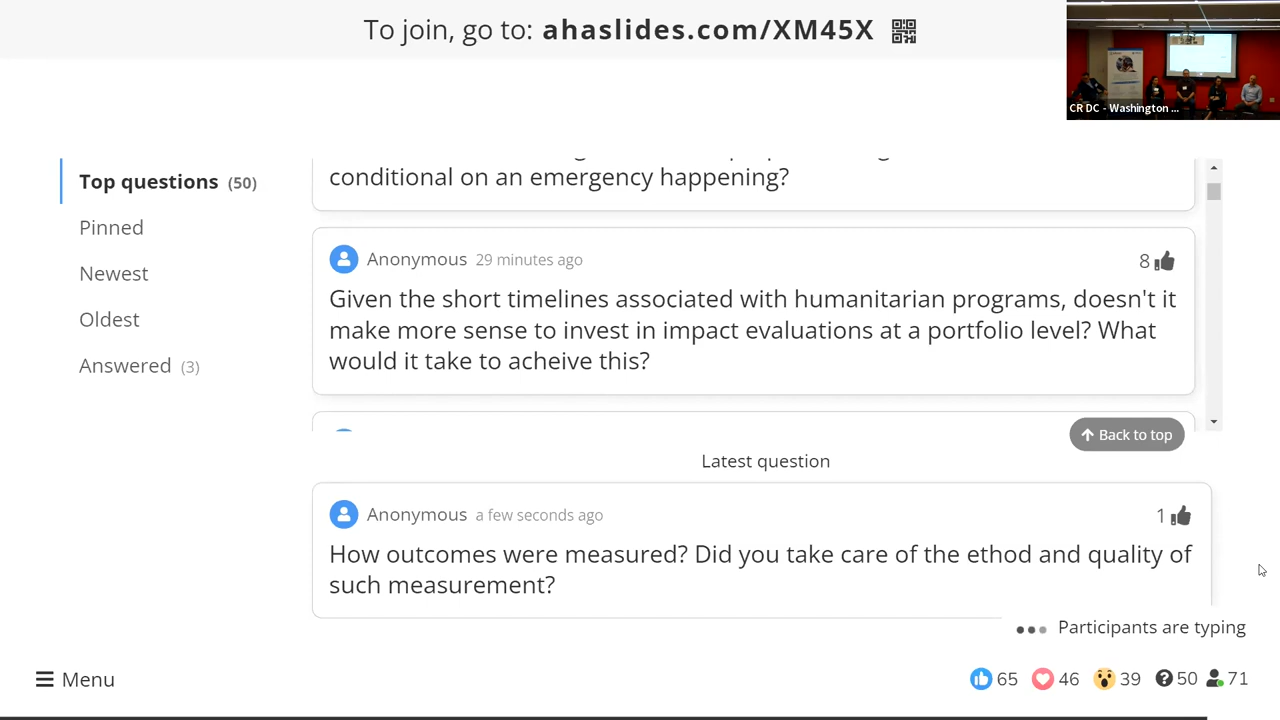 To join, go to: ahaslides.com/XM45X
CR DC - Washington ...
Top questions (50)
Pinned
Newest
Oldest
Answered (3)
conditional on an emergency happening?
Anonymous 29 minutes ago
8
Given the short timelines associated with humanitarian programs, doesn't it
make more sense to invest in impact evaluations at a portfolio level? What
would it take to acheive this?
Back to top
Latest question
Anonymous a few seconds ago
1
How outcomes were measured? Did you take care of the ethod and quality of
such measurement?
Participants are typing
Menu
65 46 39 50 71